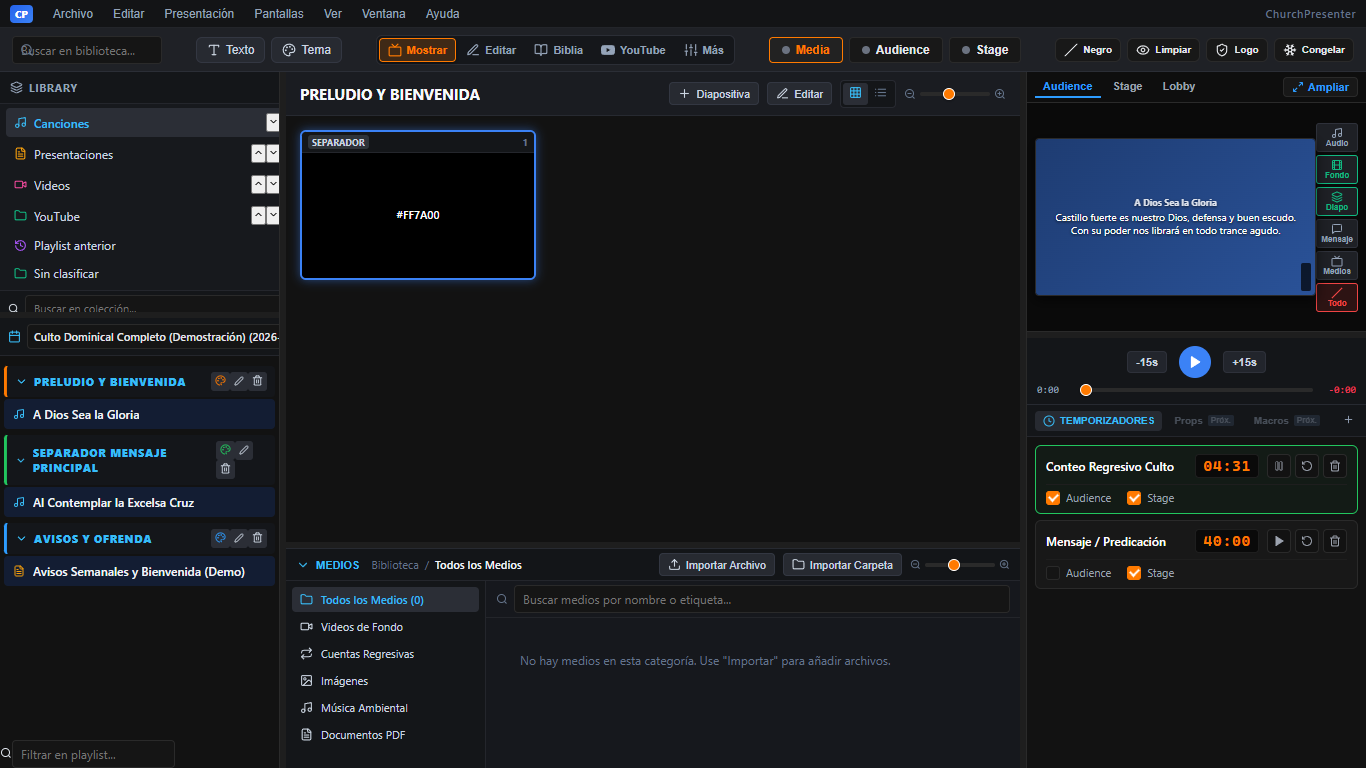 CP Archivo Editar Presentación Pantallas Ver Ventana Ayuda ChurchPresenter
Buscar en biblioteca... Texto Tema Mostrar Editar Biblia YouTube Más Media Audience Stage Negro Limpiar Logo Congelar
LIBRARY
Canciones
Presentaciones
Videos
YouTube
Playlist anterior
Sin clasificar
Buscar en colección...
Culto Dominical Completo (Demostración) (2026-
PRELUDIO Y BIENVENIDA
A Dios Sea la Gloria
SEPARADOR MENSAJE
PRINCIPAL
Al Contemplar la Excelsa Cruz
AVISOS Y OFRENDA
Avisos Semanales y Bienvenida (Demo)
Filtrar en playlist...
PRELUDIO Y BIENVENIDA Diapositiva Editar
SEPARADOR 1
#FF7A00
MEDIOS Biblioteca / Todos los Medios Importar Archivo Importar Carpeta
Todos los Medios (0)
Videos de Fondo
Cuentas Regresivas
Imágenes
Música Ambiental
Documentos PDF
Buscar medios por nombre o etiqueta...
No hay medios en esta categoría. Use "Importar" para añadir archivos.
Audience Stage Lobby Ampliar
A Dios Sea la Gloria
Castillo fuerte es nuestro Dios, defensa y buen escudo.
Con su poder nos librará en todo trance agudo.
Audio
Fondo
Diapo
Mensaje
Medios
Todo
-15s +15s
0:00 -0:00
TEMPORIZADORES Props Próx. Macros Próx. +
Conteo Regresivo Culto 04:31
Audience Stage
Mensaje / Predicación 40:00
Audience Stage